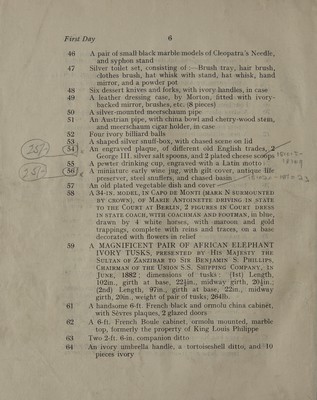 First Day 6
46 A pair of small black marble models of Cleopatra's Needle,
and syphon stand
47 Silver toilet set, consisting of :—Brush tray, hair brush,
clothes brush, hat whisk with stand, hat whisk, hand
mirror, and a powder pot
48 Six dessert knives and forks, with ivory handles, in case
49 A leather dressing case, by Morton, fitted with ivory-
backed mirror, brushes, etc. (8 pieces)
50 A silver-mounted meerschaum pipe
51 An Austrian pipe, with china bowl and cherry-wood stem,
and meerschaum cigar holder, in case
52 Four ivory billiard balls
53 A shaped silver snuff-box, with chased scene on lid
54 An engraved plaque, of different old English trades, 2
George III. silver salt spoons, and 2 plated cheese scoops
55 A powder drinking cup, engraved with a Latin motto
56 A miniature early wine jug, with gilt cover, antique life
preserver, steel snuffers, and chased basin
57 An old plated vegetable dish and cover
58 A 34-in. model, in Capo de Monti (mark N surmounted
by crown), of Marie Antoinette driving in state
to the Court at Berlin, 2 figures in Court dress
in state coach, with coachman and footman, in blue,
drawn by 4 white horses, with maroon and gold
trappings, complete with reins and traces, on a base
decorated with flowers in relief
59 A MAGNIFICENT PAIR OF AFRICAN ELEPHANT
IVORY TUSKS, presented by His Majesty the
Sultan of Zanzibar to Sir Benjamin S. Phillips,
Chairman of the Union S.S. Shipping Company, in
June, 1882; dimensions of tusks: (1st) Length,
102in., girth at base, 22½in., midway girth, 20½in.;
(2nd) Length, 97in., girth at base, 22in., midway
girth, 20in., weight of pair of tusks, 264lb.
61 A handsome 6-ft. French black and ormolu china cabinet,
with Sèvres plaques, 2 glazed doors
62 A 6-ft. French Boule cabinet, ormolu mounted, marble
top, formerly the property of King Louis Philippe
63 Two 2-ft. 6-in. companion ditto
64 An ivory umbrella handle, a tortoiseshell ditto, and 10
pieces ivory